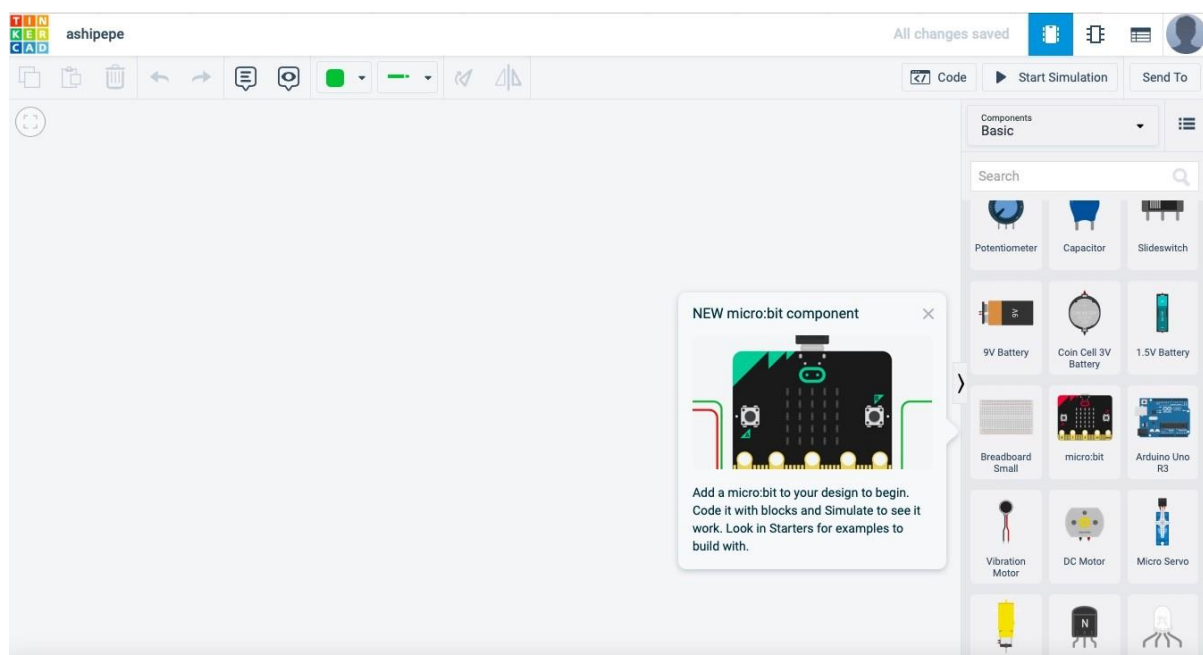 TIN
KER
CAD
ashipepe
All changes saved
Code
Start Simulation
Send To
Components
Basic
Search
Potentiometer
Capacitor
Slideswitch
9V
9V Battery
Coin Cell 3V
Battery
1.5V Battery
Breadboard
Small
micro:bit
Arduino Uno
R3
Vibration
Motor
DC Motor
Micro Servo
N
NEW micro:bit component
Add a micro:bit to your design to begin.
Code it with blocks and Simulate to see it
work. Look in Starters for examples to
build with.